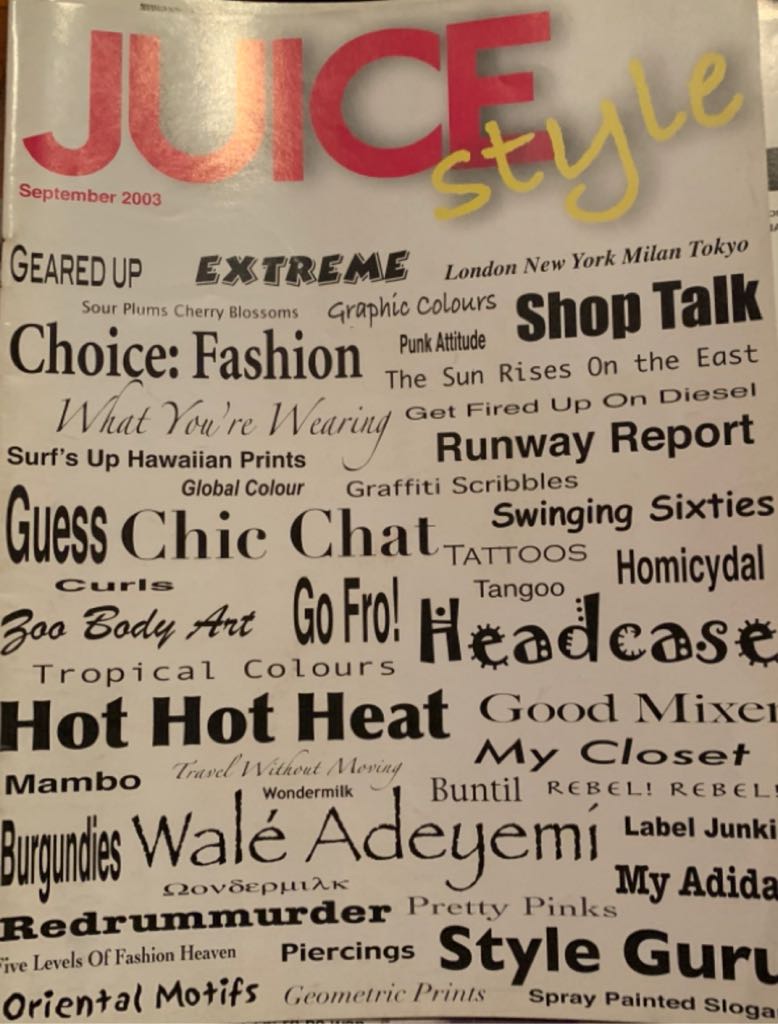 JUICE
style
September 2003
GEARED UP EXTREME London New York Milan Tokyo
Sour Plums Cherry Blossoms Graphic Colours Shop Talk
Choice: Fashion Punk Attitude
The Sun Rises On the East
What You're Wearing Get Fired Up On Diesel
Surf's Up Hawaiian Prints Runway Report
Global Colour Graffiti Scribbles
Guess Chic Chat Swinging Sixties
TATTOOS Homicydal
Curls Tangoo
Zoo Body Art Go Fro! Headcase
Tropical Colours
Hot Hot Heat Good Mixer
My Closet
Mambo Travel Without Moving
Wondermilk Buntil REBEL! REBEL!
Burgundies Walé Adeyemí Label Junki
Ωονδερμιλκ My Adida
Redrummurder Pretty Pinks
ive Levels Of Fashion Heaven Piercings Style Guru
Oriental Motifs Geometric Prints Spray Painted Sloga